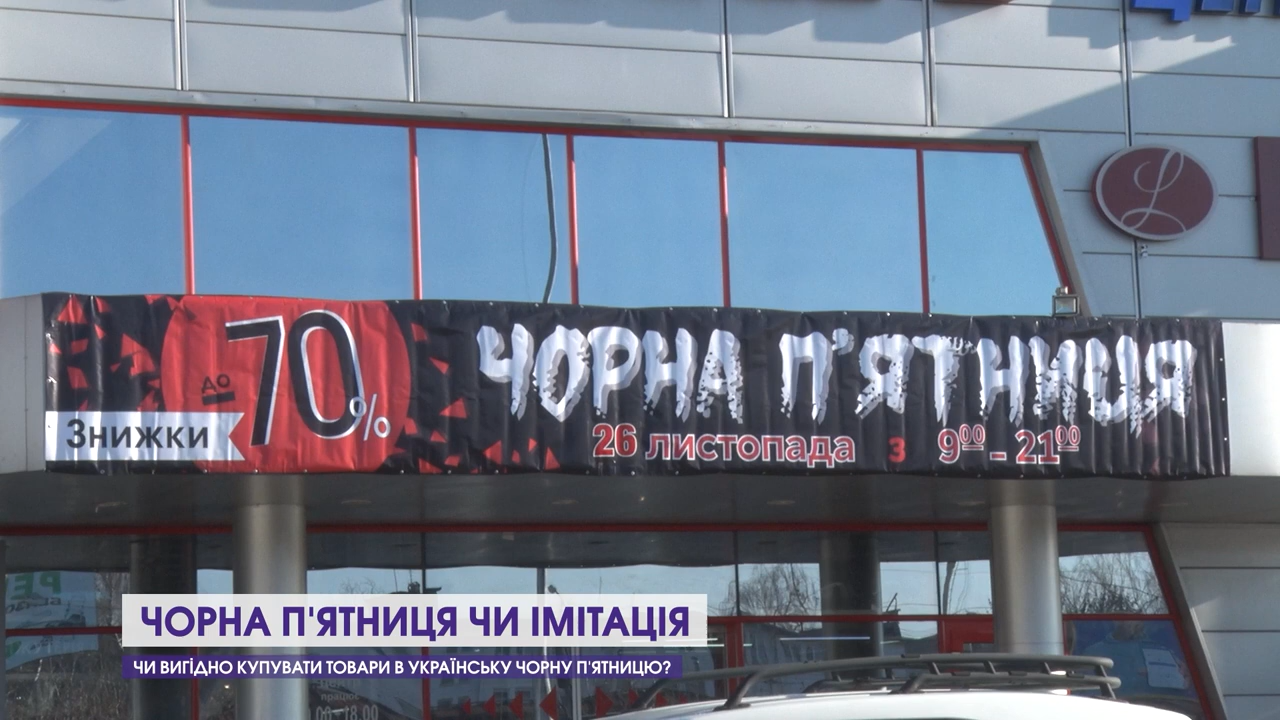 до 70%
Знижки
ЧОРНА П'ЯТНИЦЯ
26 листопада з 9⁰⁰ - 21⁰⁰
L
ЧОРНА П'ЯТНИЦЯ ЧИ ІМІТАЦІЯ
ЧИ ВИГІДНО КУПУВАТИ ТОВАРИ В УКРАЇНСЬКУ ЧОРНУ П'ЯТНИЦЮ?